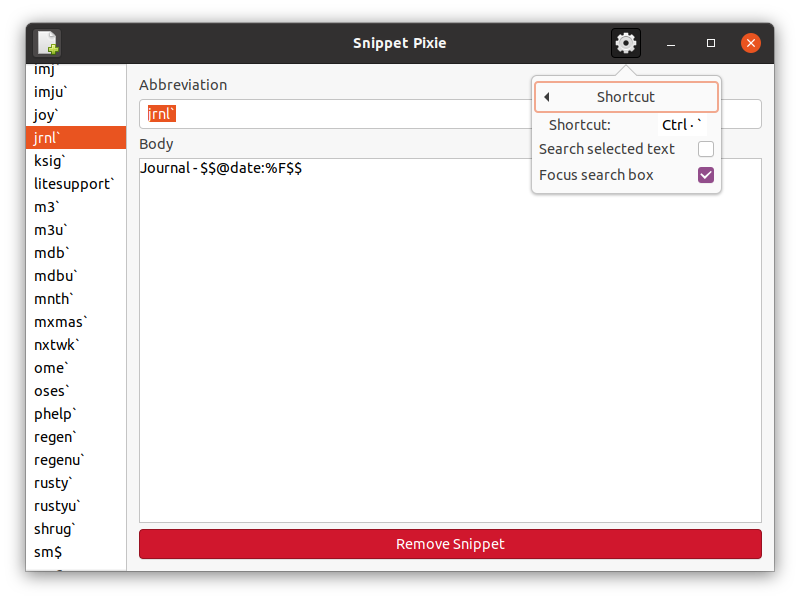 Snippet Pixie
imj`
imju`
joy`
jrnl`
ksig`
litesupport`
m3`
m3u`
mdb`
mdbu`
mnth`
mxmas`
nxtwk`
ome`
oses`
phelp`
regen`
regenu`
rusty`
rustyu`
shrug`
sm$
Abbreviation
jrnl`
Body
Journal - $$@date:%F$$
Shortcut
Shortcut: Ctrl · `
Search selected text
Focus search box
Remove Snippet